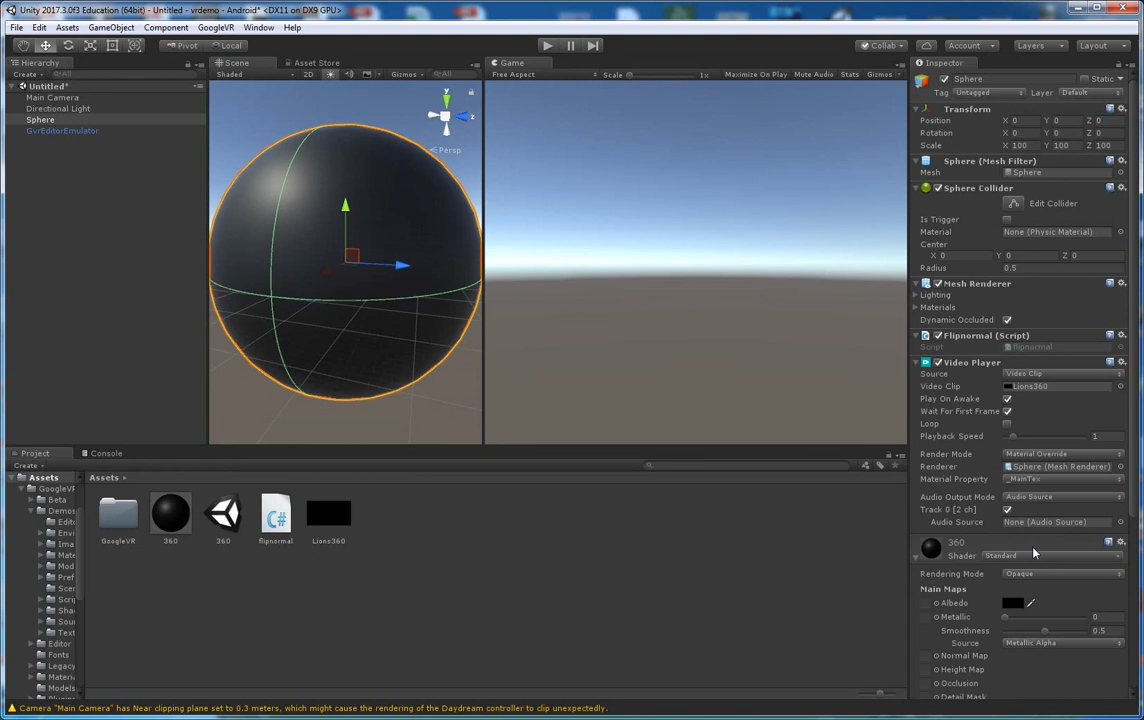 Unity 2017.3.0f3 Education (64bit) - Untitled - vrdemo - Android* <DX11 on DX9 GPU>
File Edit Assets GameObject Component GoogleVR Window Help
Pivot Local Collab Account Layers Layout
Hierarchy
Create All
Untitled*
Main Camera
Directional Light
Sphere
GvrEditorEmulator
Scene Asset Store
Shaded 2D Gizmos All
y
z
Persp
Game
Free Aspect Scale 1x Maximize On Play Mute Audio Stats Gizmos
Inspector
Sphere Static
Tag Untagged Layer Default
Transform
Position X 0 Y 0 Z 0
Rotation X 0 Y 0 Z 0
Scale X 100 Y 100 Z 100
Sphere (Mesh Filter)
Mesh Sphere
Sphere Collider
Edit Collider
Is Trigger
Material None (Physic Material)
Center
X 0 Y 0 Z 0
Radius 0.5
Mesh Renderer
Lighting
Materials
Dynamic Occluded
Flipnormal (Script)
Script flipnormal
Video Player
Source Video Clip
Video Clip Lions360
Play On Awake
Wait For First Frame
Loop
Playback Speed 1
Render Mode Material Override
Renderer Sphere (Mesh Renderer)
Material Property _MainTex
Audio Output Mode Audio Source
Track 0 [2 ch]
Audio Source None (Audio Source)
360
Shader Standard
Rendering Mode Opaque
Main Maps
Albedo
Metallic 0
Smoothness 0.5
Source Metallic Alpha
Normal Map
Height Map
Occlusion
Detail Mask
Project Console
Create
Assets
GoogleVR
Beta
Demos
Edit
Envi
Ima
Mate
Mod
Pref
Scen
Scri
Sha
Sou
Text
Editor
Fonts
Legacy
Materi
Models
Assets
GoogleVR 360 360 flipnormal Lions360
Camera "Main Camera" has Near clipping plane set to 0.3 meters, which might cause the rendering of the Daydream controller to clip unexpectedly.